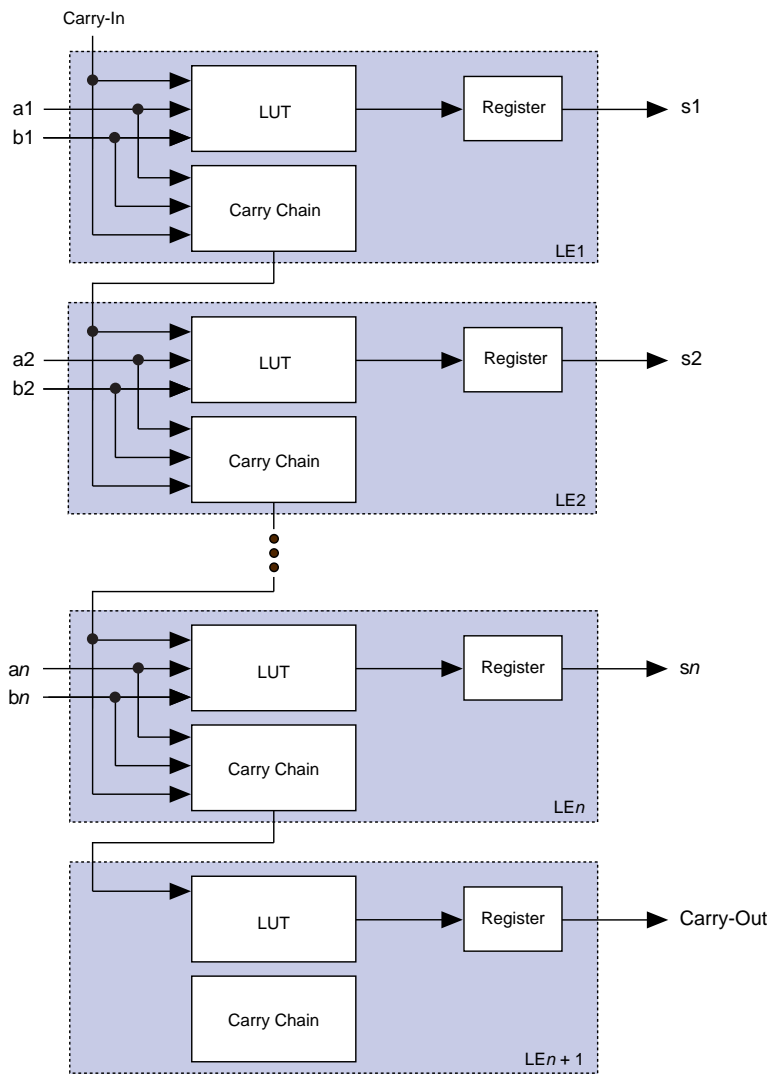 Carry-In
a1
b1
LUT
Register
s1
Carry Chain
LE1
a2
b2
LUT
Register
s2
Carry Chain
LE2
an
bn
LUT
Register
sn
Carry Chain
LEn
LUT
Register
Carry-Out
Carry Chain
LEn + 1